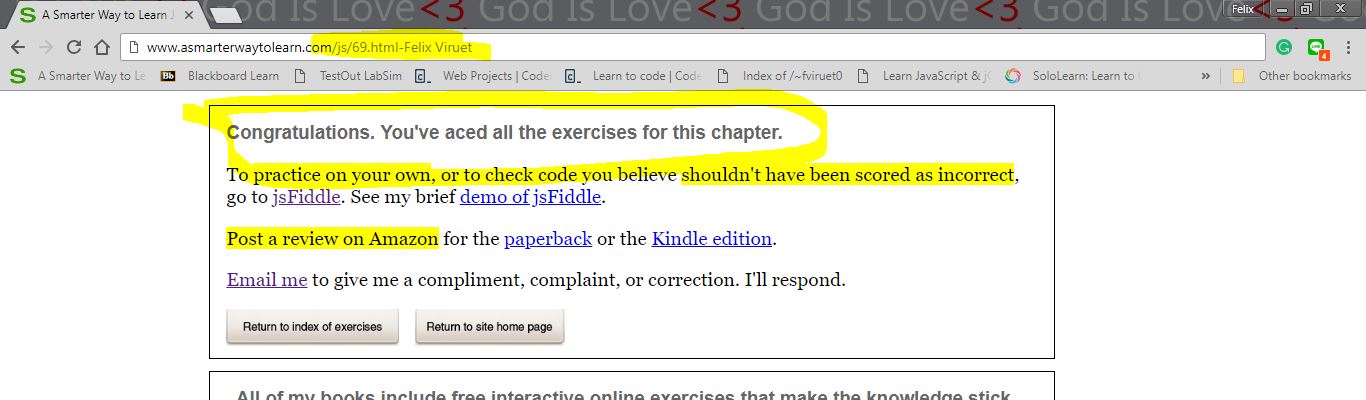 God Is Love<3 God Is Love<3 God Is Love<3 God Is Love<3 Go
A Smarter Way to Learn J
Felix
www.asmarterwaytolearn.com/js/69.html-Felix Viruet
4
A Smarter Way to Le Bb Blackboard Learn TestOut LabSim Web Projects | Code Learn to code | Code Index of /~fviruet0 Learn JavaScript & j SoloLearn: Learn to » Other bookmarks
Congratulations. You've aced all the exercises for this chapter.
To practice on your own, or to check code you believe shouldn't have been scored as incorrect,
go to jsFiddle. See my brief demo of jsFiddle.
Post a review on Amazon for the paperback or the Kindle edition.
Email me to give me a compliment, complaint, or correction. I'll respond.
Return to index of exercises Return to site home page
All of my books include free interactive online exercises that make the knowledge stick.